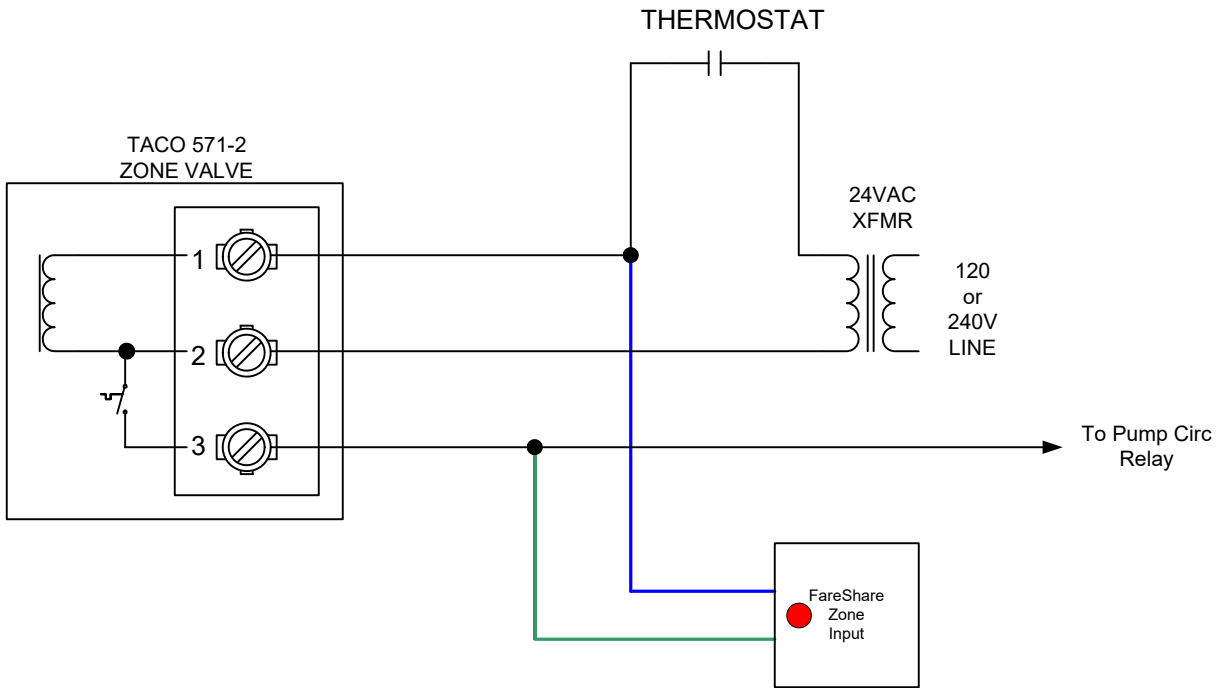 THERMOSTAT
TACO 571-2
ZONE VALVE
24VAC
XFMR
1
120
or
240V
LINE
2
3
To Pump Circ
Relay
FareShare
Zone
Input